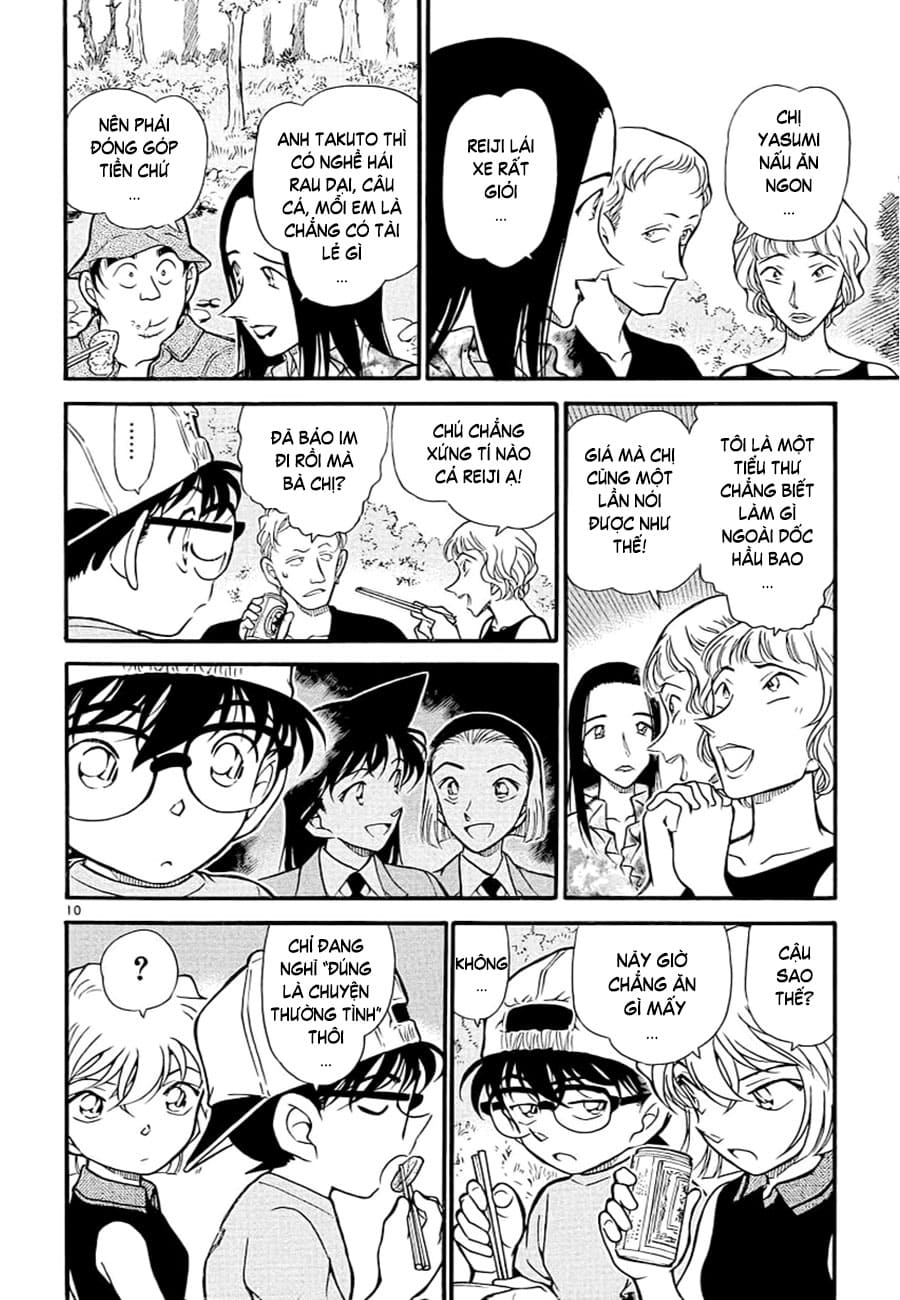 CHỊ
YASUMI
NẤU ĂN
NGON
...
REIJI LÁI
XE RẤT
GIỎI
...
ANH TAKUTO THÌ
CÓ NGHỀ HÁI
RAU DẠI, CÂU
CÁ, MỖI EM LÀ
CHẲNG CÓ TÀI
LẺ GÌ
...
NÊN PHẢI
ĐÓNG GÓP
TIỀN CHỨ
...
TÔI LÀ MỘT
TIỂU THƯ
CHẲNG BIẾT
LÀM GÌ
NGOÀI DỐC
HẦU BAO
...
GIÁ MÀ CHỊ
CŨNG MỘT
LẦN NÓI
ĐƯỢC NHƯ
THẾ!
CHÚ CHẲNG
XỨNG TÍ NÀO
CẢ REIJI Ạ!
ĐÃ BẢO IM
ĐI RỒI MÀ
BÀ CHỊ?
........
10
CẬU
SAO
THẾ?
NÃY GIỜ
CHẲNG ĂN
GÌ MẤY
KHÔNG
...
CHỈ ĐANG
NGHĨ "ĐÚNG
LÀ CHUYỆN
THƯỜNG TÌNH"
THÔI
...
?